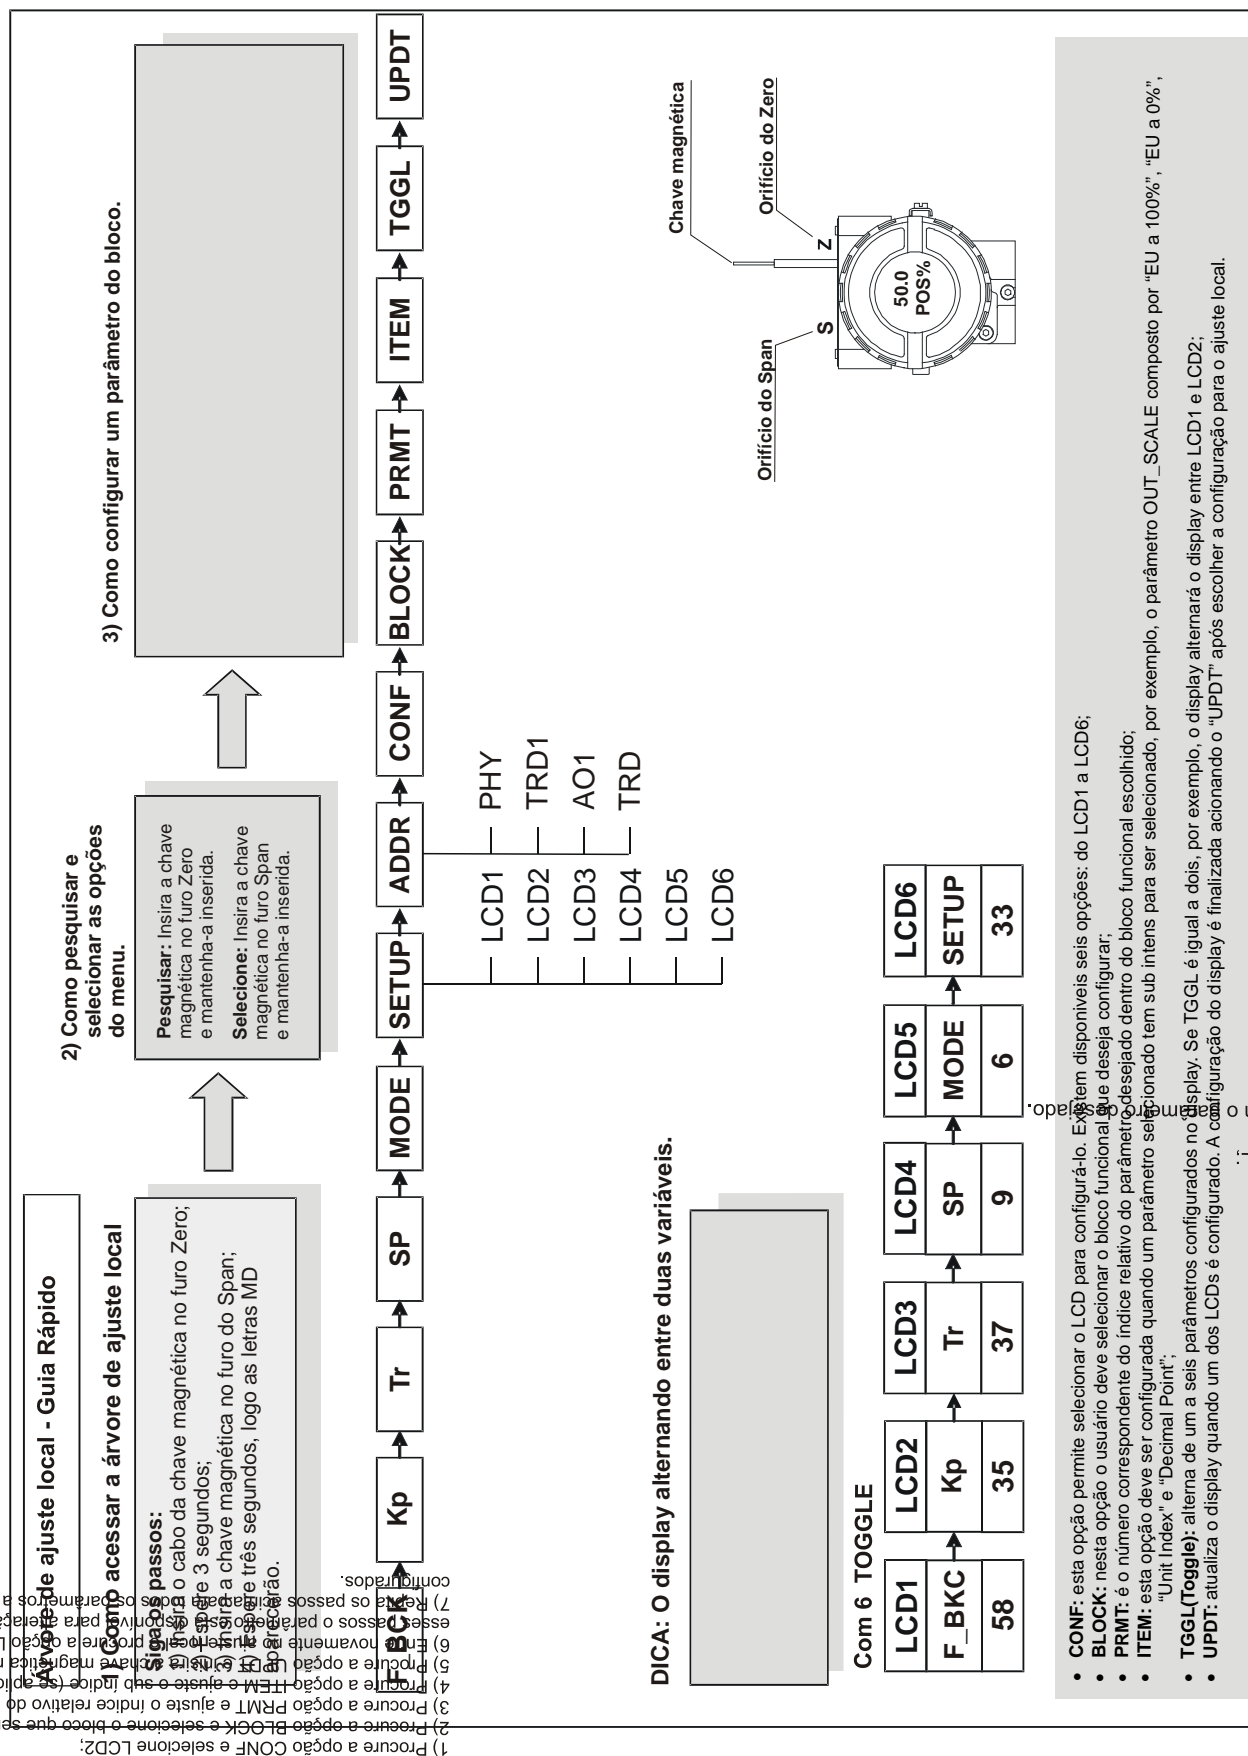 Árvore de ajuste local - Guia Rápido
1) Como acessar a árvore de ajuste local
Siga os passos:
1) Insira o cabo da chave magnética no furo Zero;
2) Espere 3 segundos;
3) Insira a chave magnética no furo do Span;
4) Espere três segundos, logo as letras MD
aparecerão.
2) Como pesquisar e
selecionar as opções
do menu.
Pesquisar: Insira a chave
magnética no furo Zero
e mantenha-a inserida.
Selecione: Insira a chave
magnética no furo Span
e mantenha-a inserida.
3) Como configurar um parâmetro do bloco.
F_BCK Kp Tr SP MODE SETUP ADDR CONF BLOCK PRMT ITEM TGGL UPDT
LCD1
LCD2
LCD3
LCD4
LCD5
LCD6
PHY
TRD1
AO1
TRD
DICA: O display alternando entre duas variáveis.
Com 6 TOGGLE
LCD1 LCD2 LCD3 LCD4 LCD5 LCD6
F_BKC Kp Tr SP MODE SETUP
58 35 37 9 6 33
Chave magnética
Orifício do Zero
Orifício do Span
S
Z
50.0
POS%
• CONF: esta opção permite selecionar o LCD para configurá-lo. Existem disponiveis seis opções: do LCD1 a LCD6;
• BLOCK: nesta opção o usuário deve selecionar o bloco funcional que deseja configurar;
• PRMT: é o número correspondente do índice relativo do parâmetro desejado dentro do bloco funcional escolhido;
• ITEM: esta opção deve ser configurada quando um parâmetro selecionado tem sub intens para ser selecionado, por exemplo, o parâmetro OUT_SCALE composto por “EU a 100%”, “EU a 0%”,
“Unit Index" e “Decimal Point”;
• TGGL(Toggle): alterna de um a seis parâmetros configurados no display. Se TGGL é igual a dois, por exemplo, o display alternará o display entre LCD1 e LCD2;
• UPDT: atualiza o display quando um dos LCDs é configurado. A configuração do display é finalizada acionando o “UPDT” após escolher a configuração para o ajuste local.
1) Procure a opção CONF e selecione LCD2;
2) Procure a opção BLOCK e selecione o bloco que
3) Procure a opção PRMT e ajuste o índice relativo do
4) Procure a opção ITEM e ajuste o sub índice (se
5) Procure a opção UPDT e insira a chave magnética
6) Entre novamente no ajuste local e procure a opção
esses passos o parâmetro está disponível para
7) Repita os passos acima para todos os parâmetros a
configurados.
o parâmetro desejado.